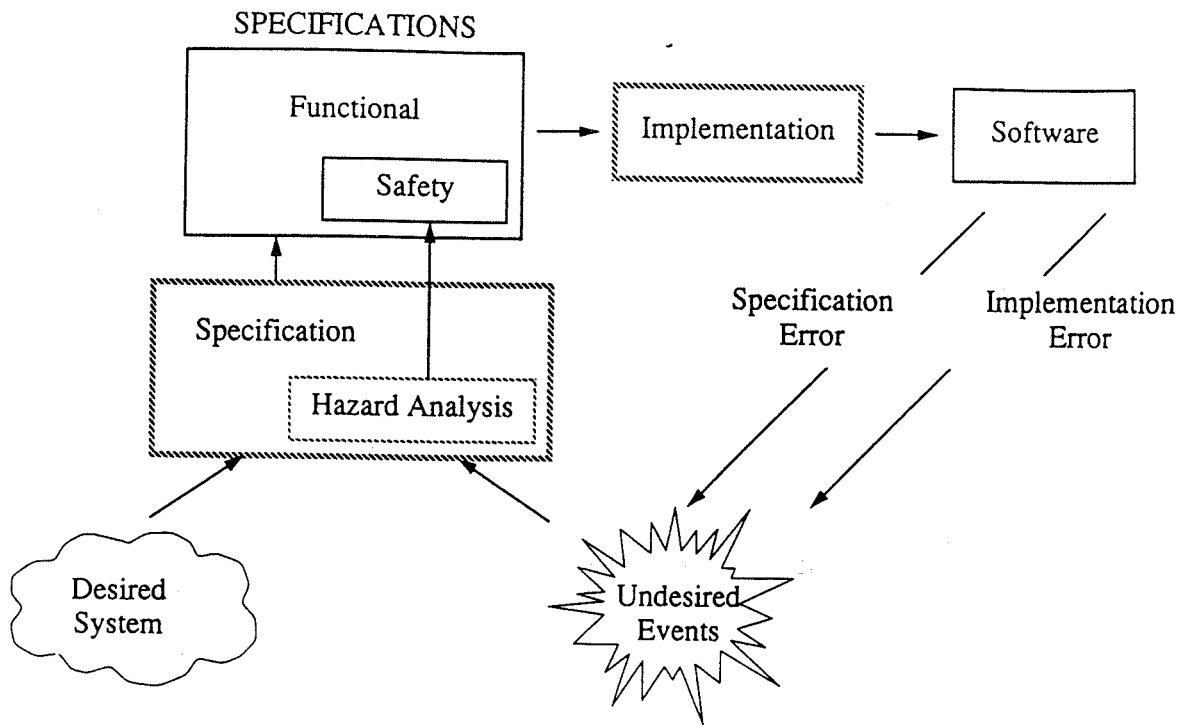 SPECIFICATIONS
Functional
Safety
Implementation
Software
Specification
Hazard Analysis
Specification
Error
Implementation
Error
Desired
System
Undesired
Events